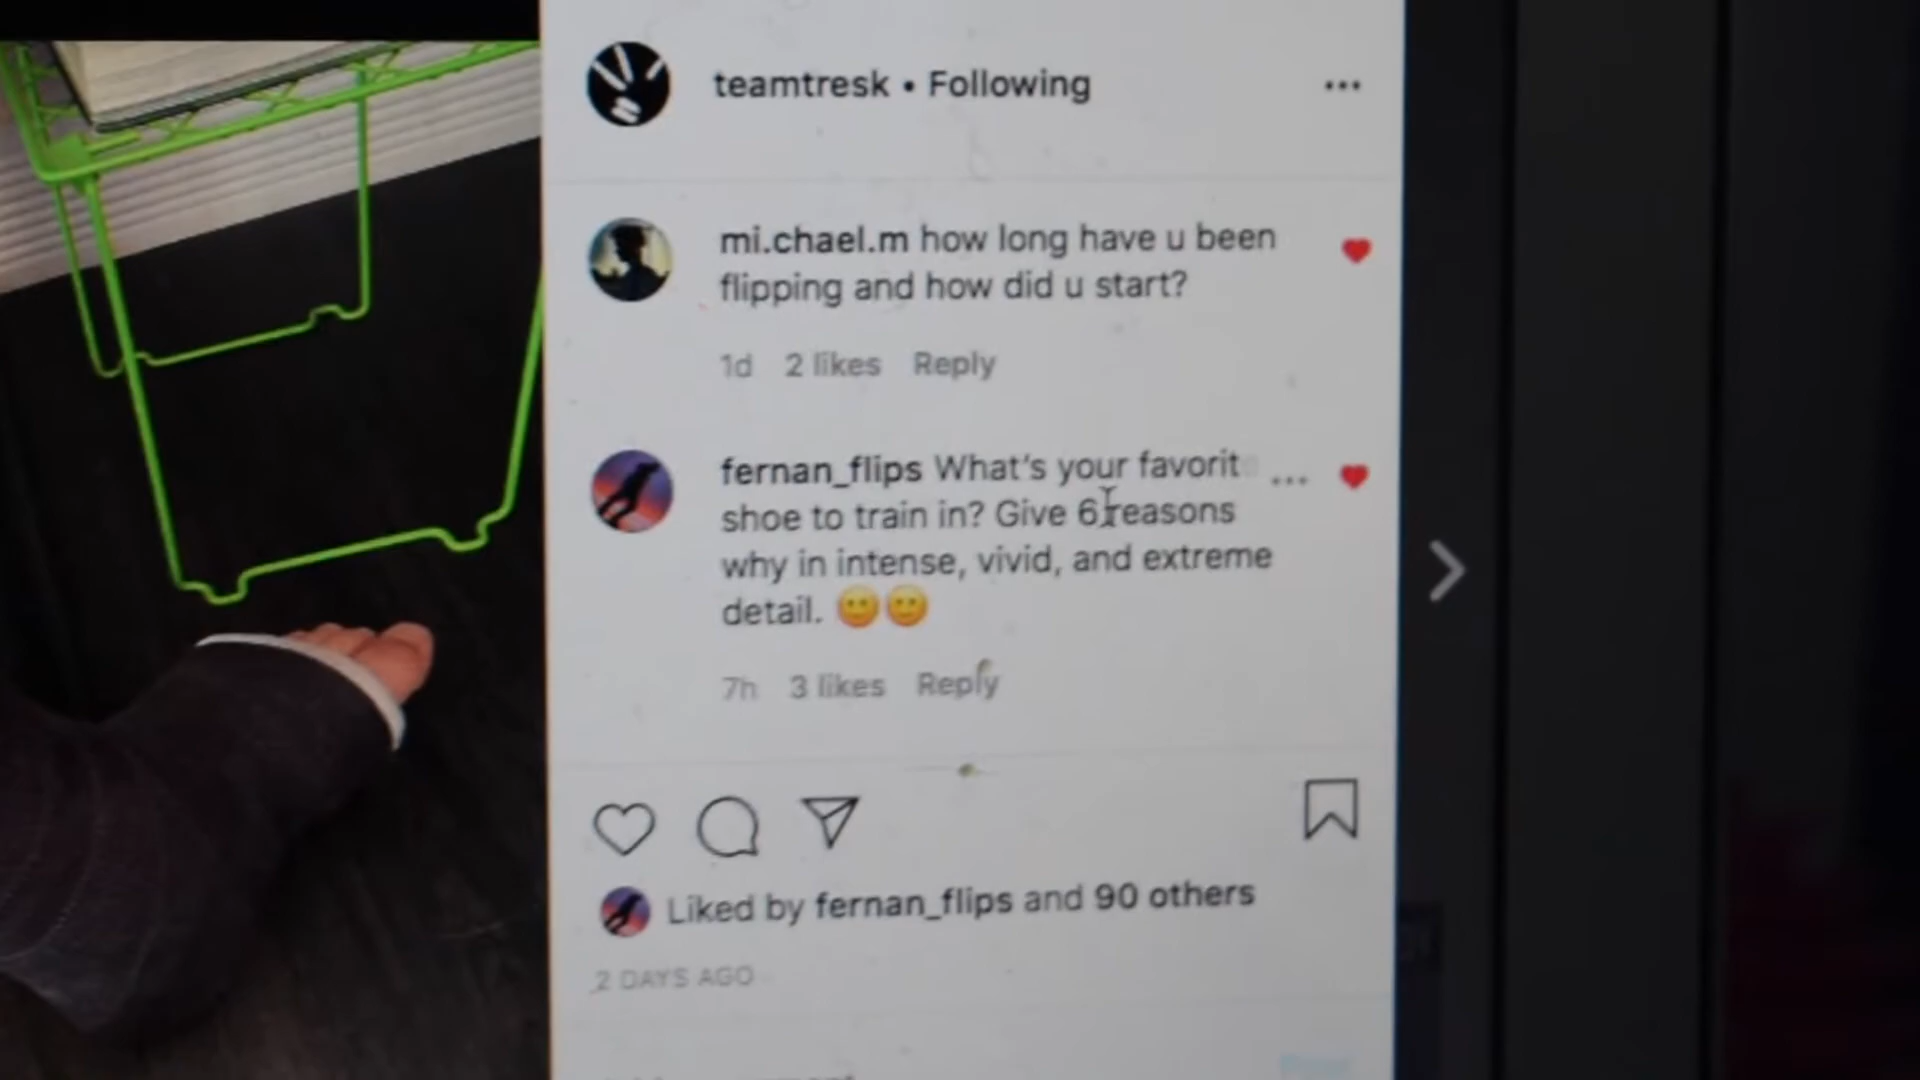 teamtresk • Following
mi.chael.m how long have u been
flipping and how did u start?
1d 2 likes Reply
fernan_flips What's your favorit
shoe to train in? Give 6 reasons
why in intense, vivid, and extreme
detail. 🙂🙂
7h 3 likes Reply
Liked by fernan_flips and 90 others
2 DAYS AGO